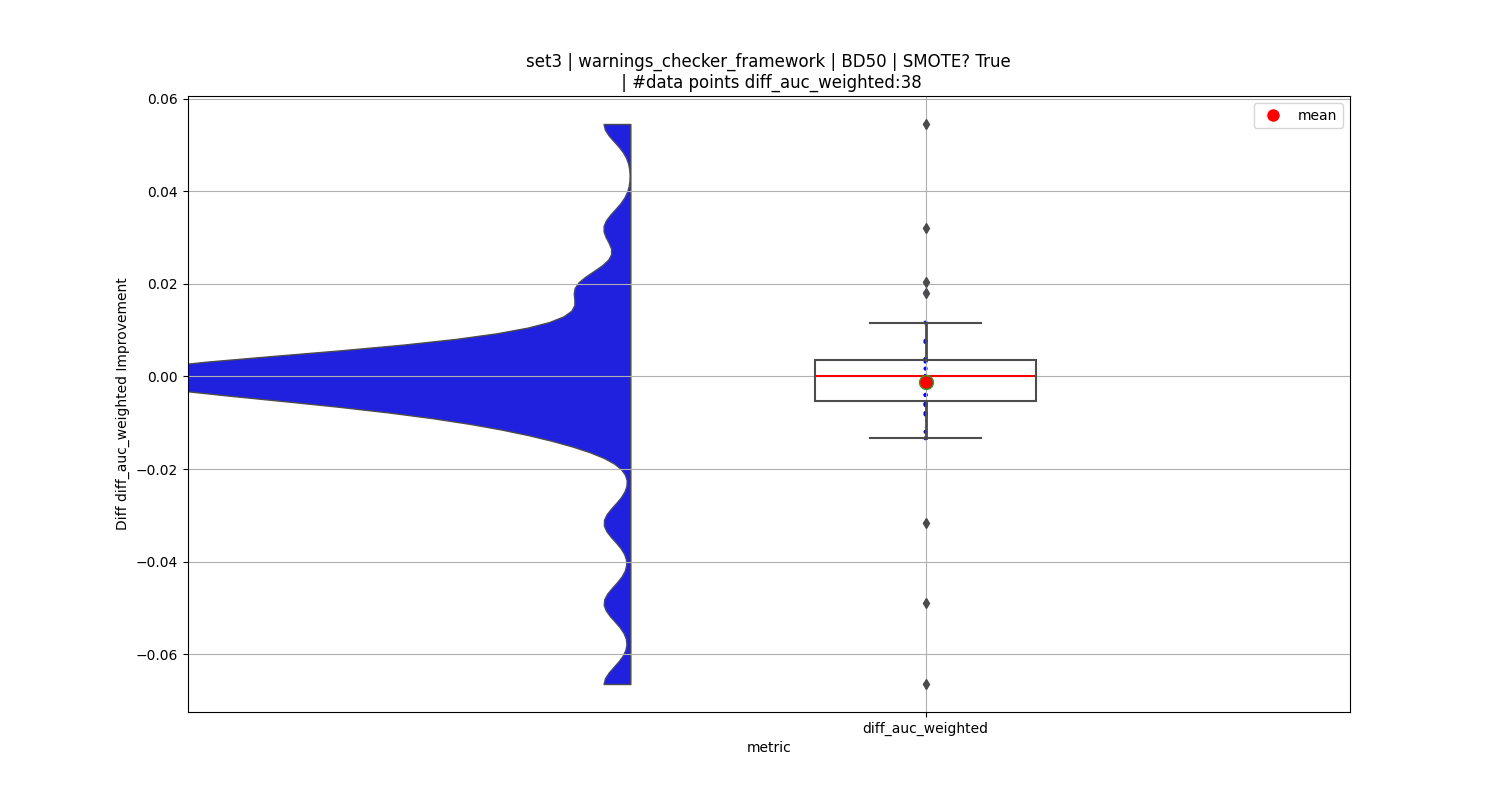 set3 | warnings_checker_framework | BD50 | SMOTE? True
| #data points diff_auc_weighted:38
0.06
mean
0.04
0.02
0.00
−0.02
−0.04
−0.06
Diff diff_auc_weighted Improvement
diff_auc_weighted
metric